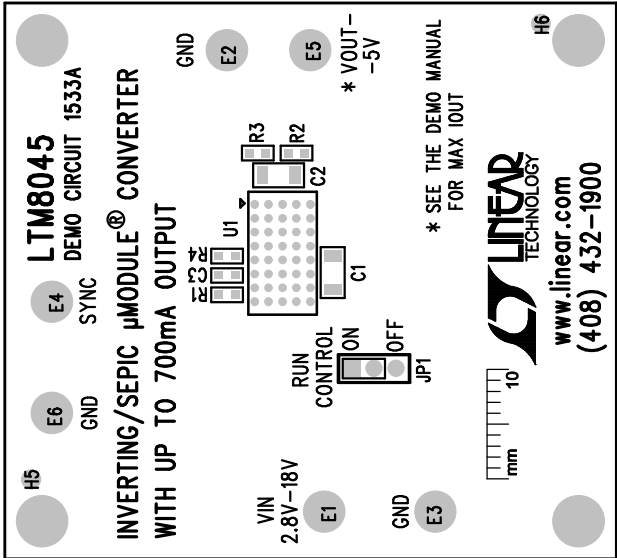 LTM8045
DEMO CIRCUIT 1533A
INVERTING/SEPIC µMODULE® CONVERTER
WITH UP TO 700mA OUTPUT
H5
E6
GND
E4
SYNC
GND
E2
E5
* VOUT-
-5V
H6
R1
C3
R4
U1
R3
R2
C2
C1
VIN
2.8V-18V
E1
GND
E3
RUN
CONTROL
ON
OFF
JP1
* SEE THE DEMO MANUAL
FOR MAX IOUT
mm
10
LINEAR
TECHNOLOGY
www.linear.com
(408) 432-1900